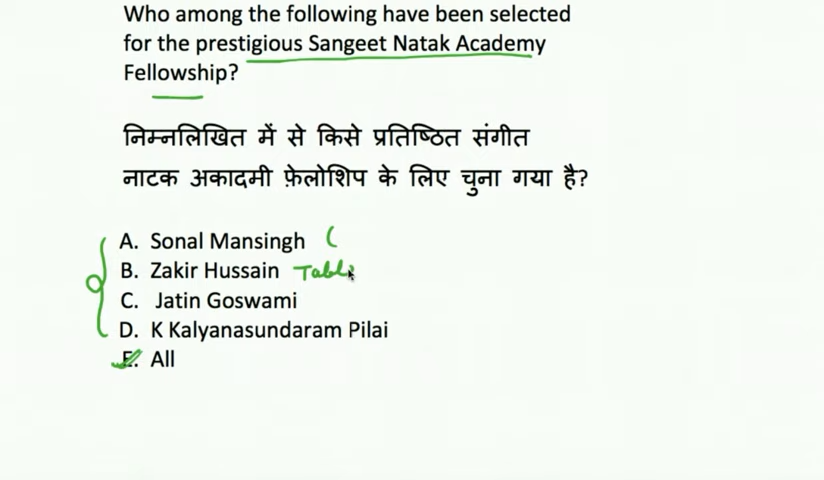 Who among the following have been selected
for the prestigious Sangeet Natak Academy
Fellowship?
निम्नलिखित में से किसे प्रतिष्ठित संगीत
नाटक अकादमी फ़ेलोशिप के लिए चुना गया है?
A. Sonal Mansingh (
B. Zakir Hussain Tabl
C. Jatin Goswami
D. K Kalyanasundaram Pilai
E. All